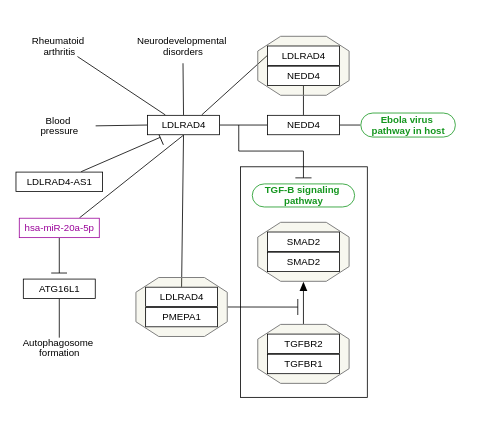 Rheumatoid
arthritis
Neurodevelopmental
disorders
LDLRAD4
NEDD4
Blood
pressure
LDLRAD4
NEDD4
Ebola virus
pathway in host
LDLRAD4-AS1
TGF-B signaling
pathway
hsa-miR-20a-5p
SMAD2
SMAD2
ATG16L1
LDLRAD4
PMEPA1
Autophagosome
formation
TGFBR2
TGFBR1